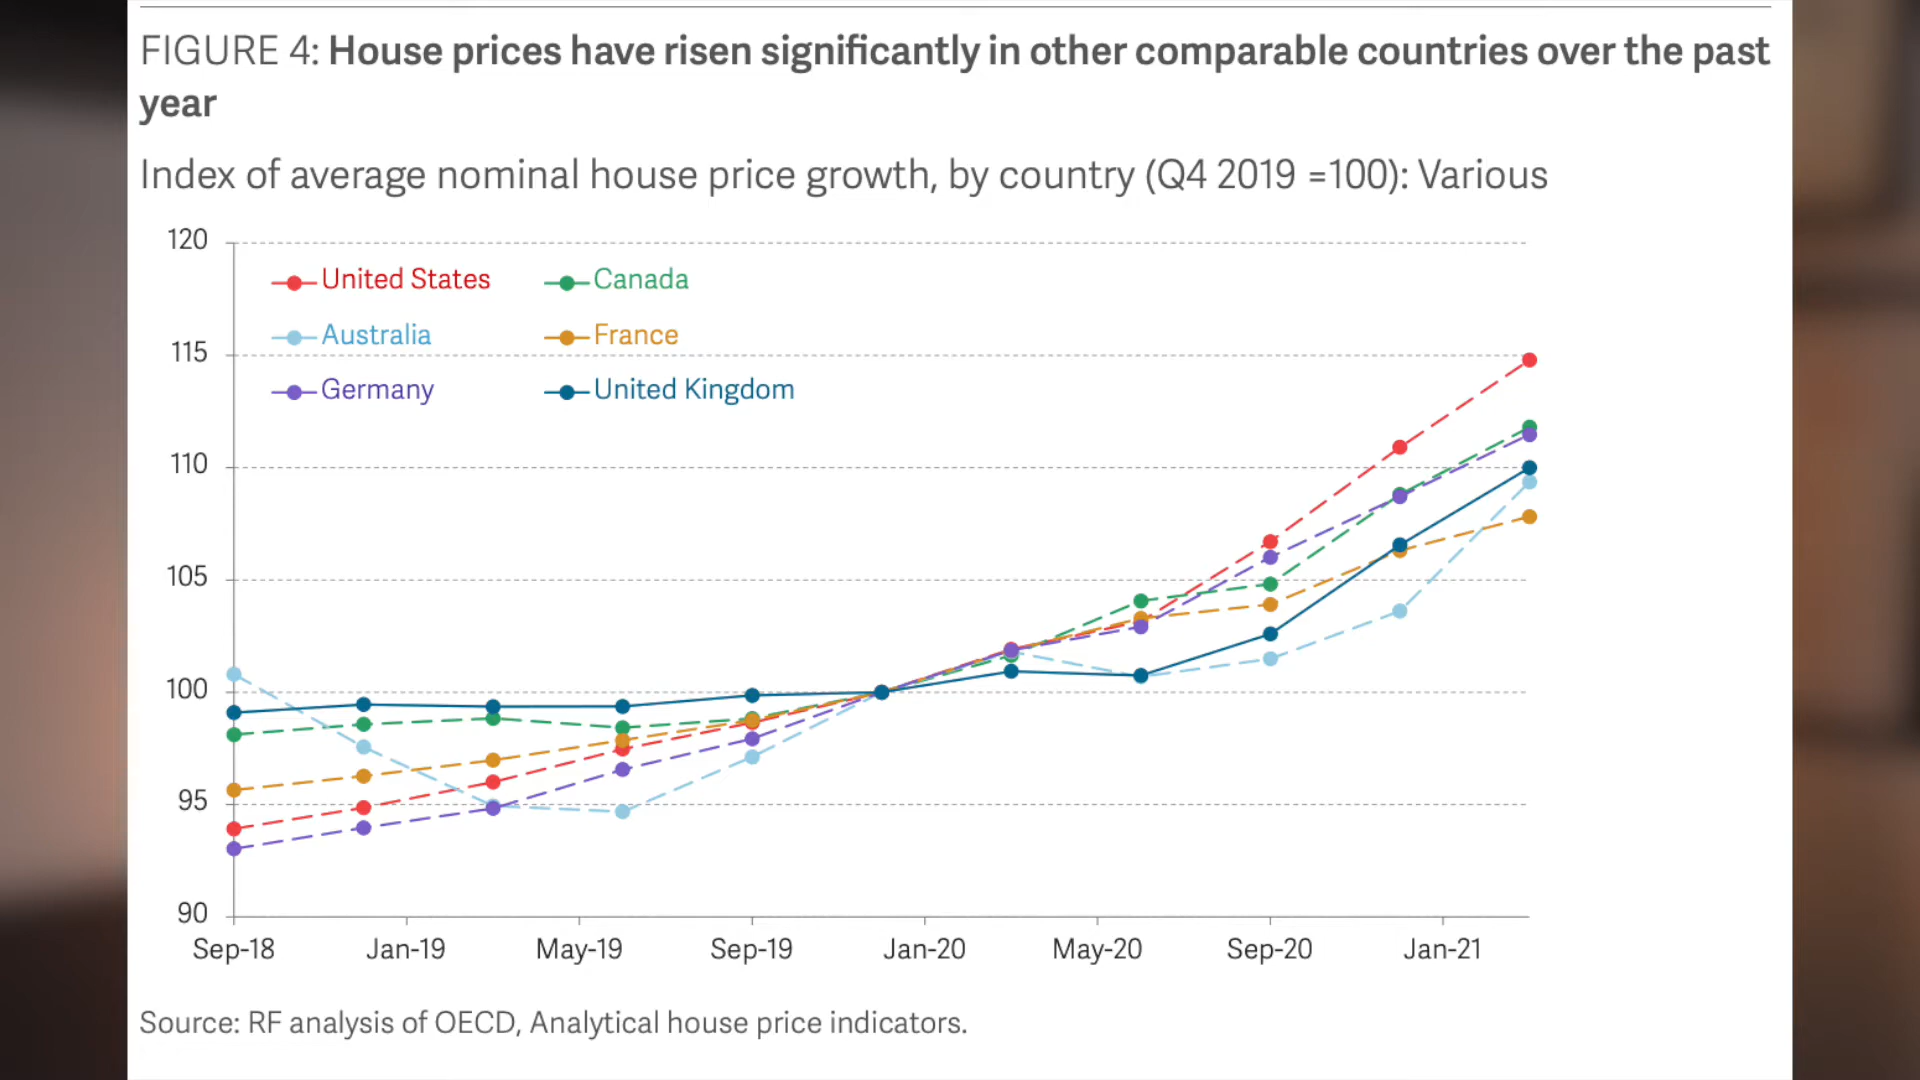 FIGURE 4: House prices have risen significantly in other comparable countries over the past
year
Index of average nominal house price growth, by country (Q4 2019 =100): Various
120
115
110
105
100
95
90
United States
Canada
Australia
France
Germany
United Kingdom
Sep-18
Jan-19
May-19
Sep-19
Jan-20
May-20
Sep-20
Jan-21
Source: RF analysis of OECD, Analytical house price indicators.